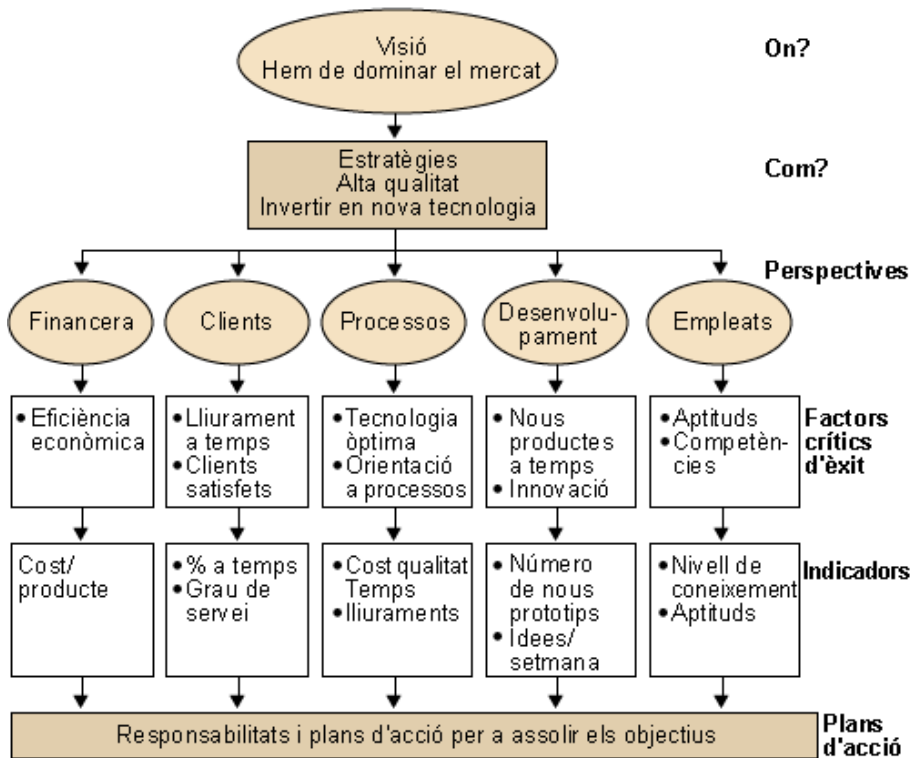 Visió
Hem de dominar el mercat
On?
Estratègies
Alta qualitat
Invertir en nova tecnologia
Com?
Perspectives
Financera
Clients
Processos
Desenvolu-
pament
Empleats
• Eficiència
econòmica
• Lliurament
a temps
• Clients
satisfets
• Tecnologia
òptima
• Orientació
a processos
• Nous
productes
a temps
• Innovació
• Aptituds
• Competèn-
cies
Factors
crítics
d'èxit
Cost/
producte
• % a temps
• Grau de
servei
• Cost qualitat
Temps
• lliuraments
• Número
de nous
prototips
• Idees/
setmana
• Nivell de
coneixement
• Aptituds
Indicadors
Responsabilitats i plans d'acció per a assolir els objectius
Plans
d'acció